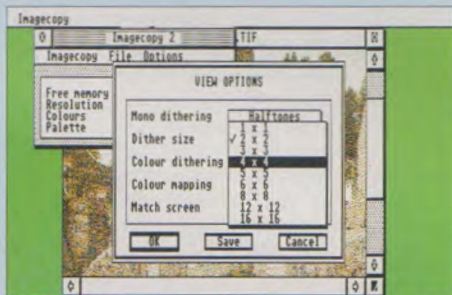 Imagecopy
Imagecopy 2
.TIF
Imagecopy File Options
VIEW OPTIONS
Free memory
Resolution
Colours
Palette
Mono dithering
Halftones
Dither size
Colour dithering
Colour mapping
Match screen
1 x 1
✓ 2 x 2
3 x 3
4 x 4
5 x 5
6 x 6
8 x 8
12 x 12
16 x 16
OK
Save
Cancel